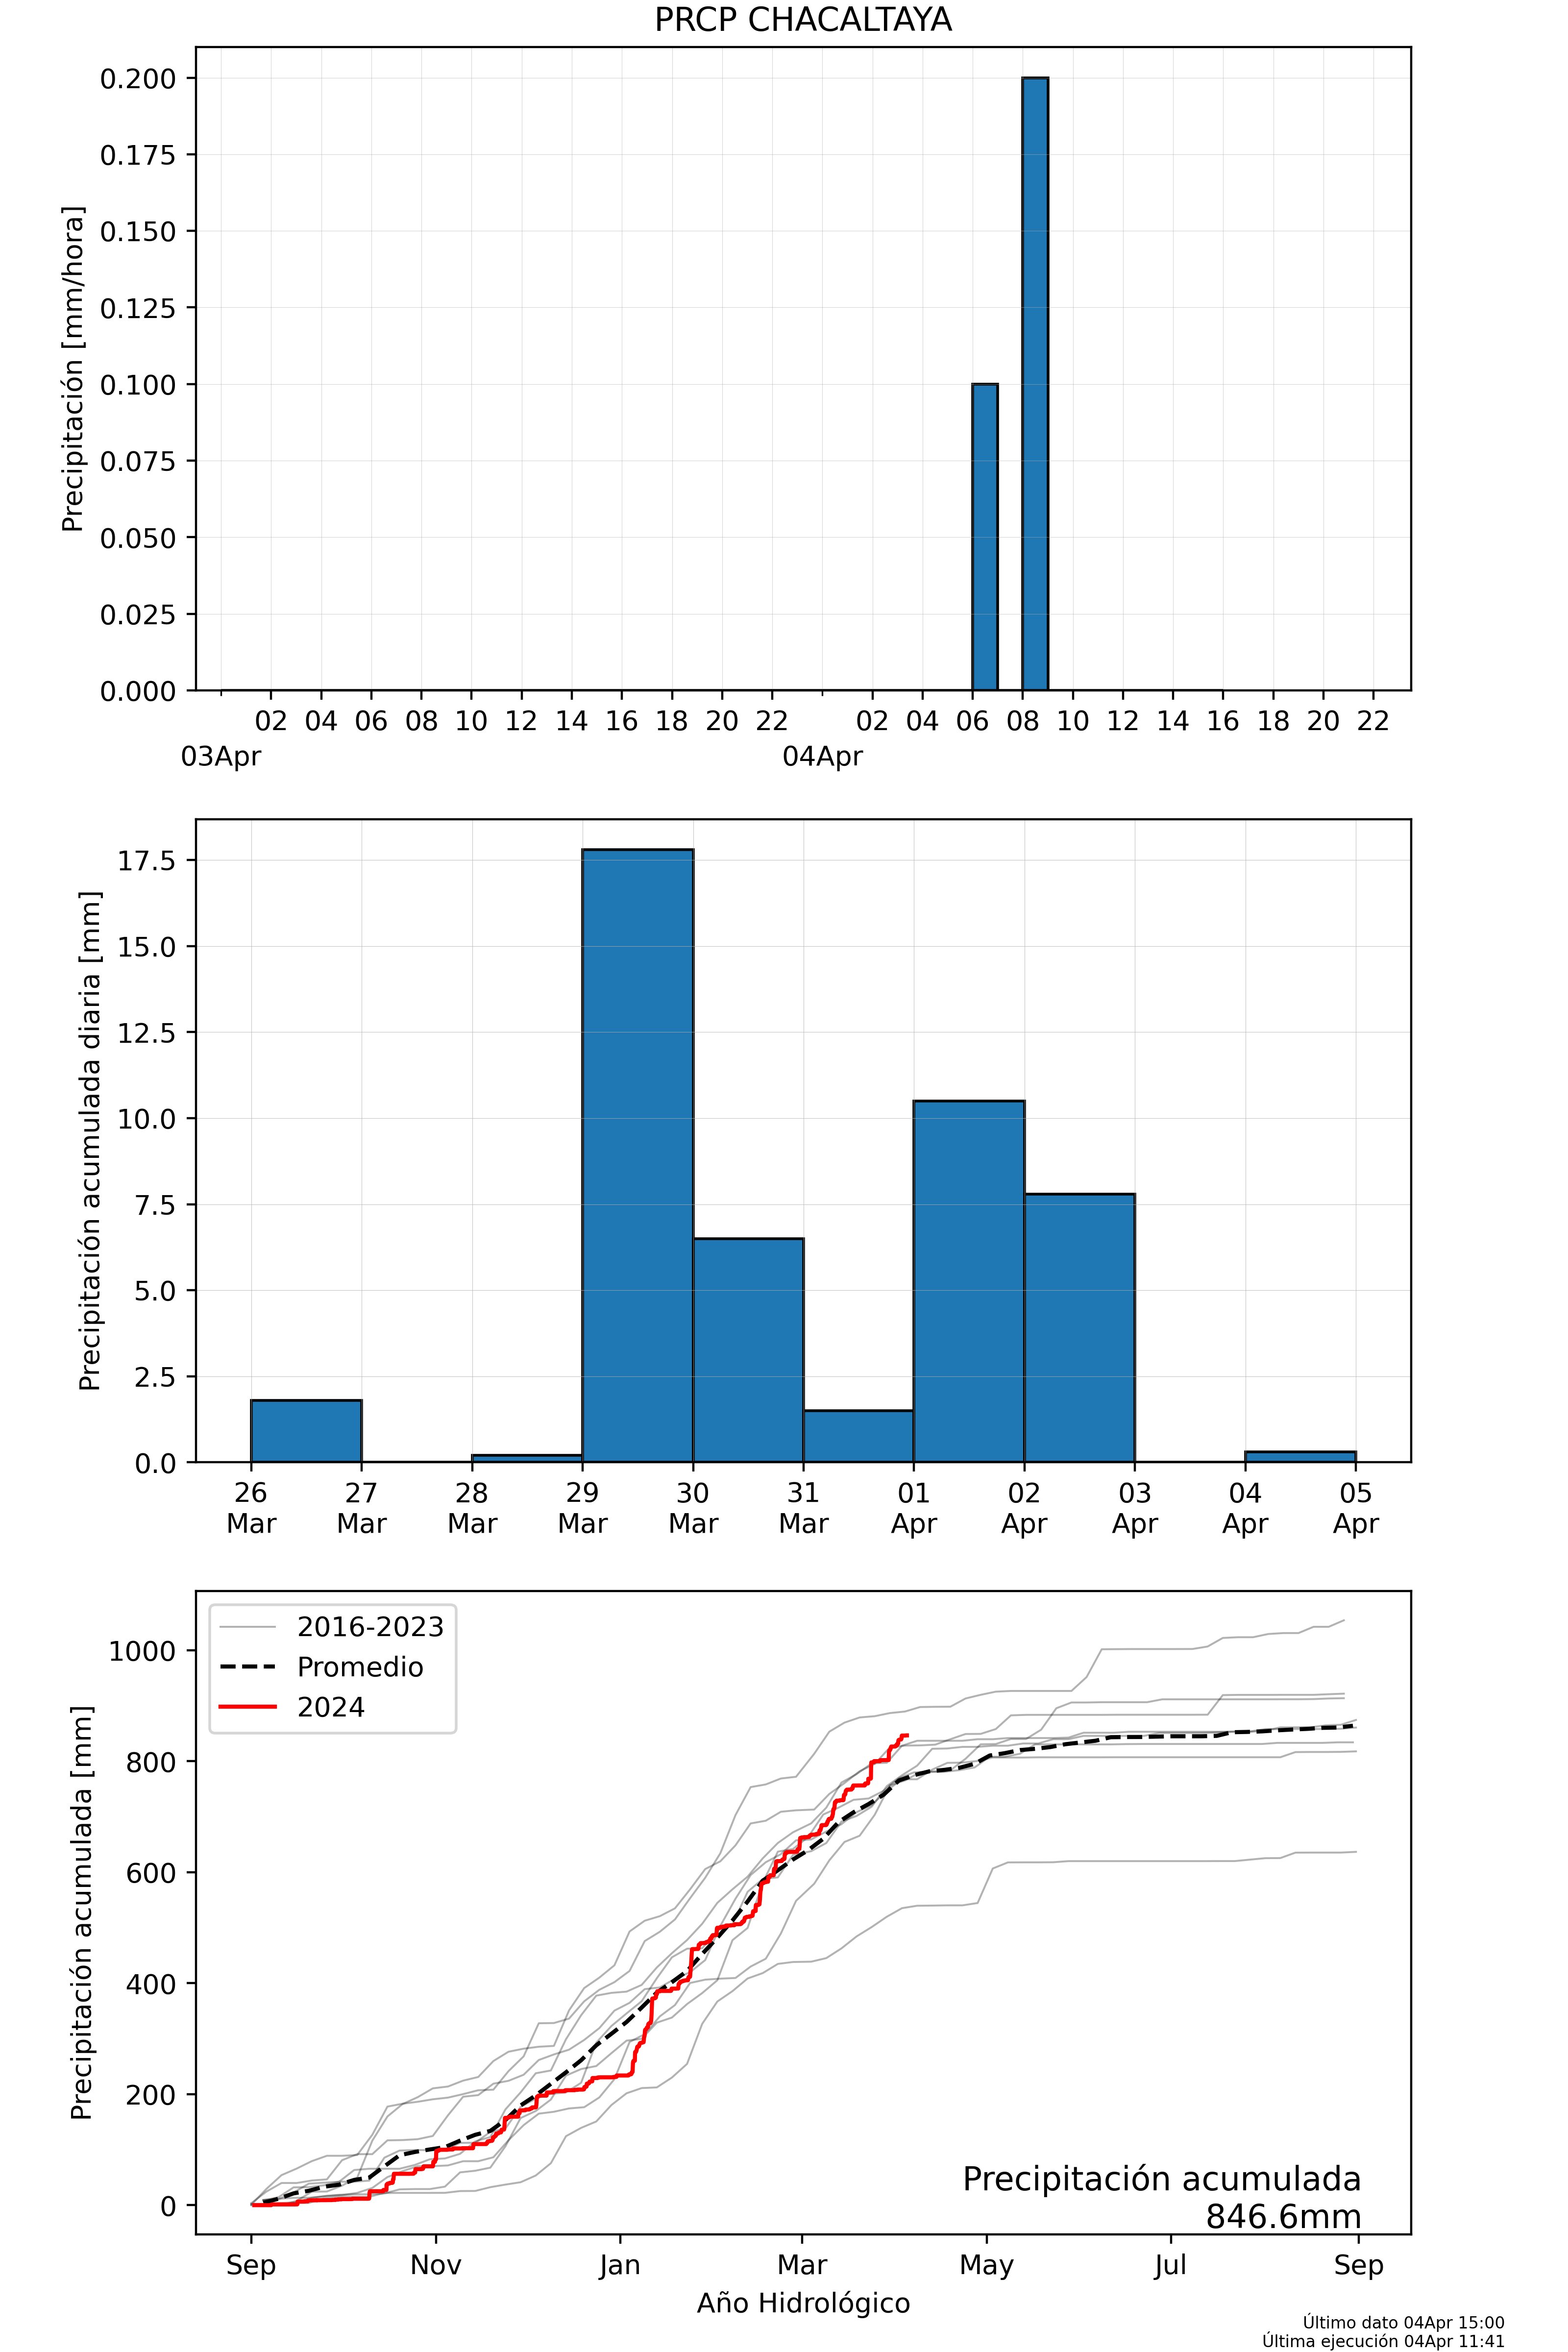 PRCP CHACALTAYA
Precipitación [mm/hora]
0.200
0.175
0.150
0.125
0.100
0.075
0.050
0.025
0.000
02 04 06 08 10 12 14 16 18 20 22 02 04 06 08 10 12 14 16 18 20 22
03Apr 04Apr
Precipitación acumulada diaria [mm]
17.5
15.0
12.5
10.0
7.5
5.0
2.5
0.0
26 27 28 29 30 31 01 02 03 04 05
Mar Mar Mar Mar Mar Mar Apr Apr Apr Apr Apr
Precipitación acumulada [mm]
1000
800
600
400
200
0
2016-2023
Promedio
2024
Precipitación acumulada
846.6mm
Sep Nov Jan Mar May Jul Sep
Año Hidrológico
Último dato 04Apr 15:00
Última ejecución 04Apr 11:41